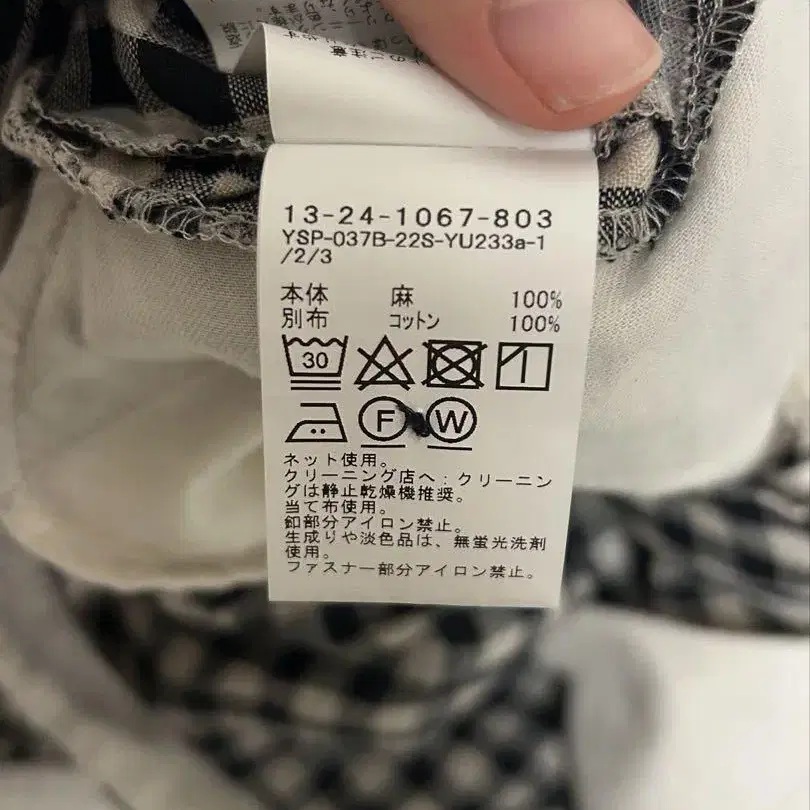 13-24-1067-803
YSP-037B-22S-YU233a-1
/2/3
本体 麻 100%
別布 コットン 100%
30
F W
ネット使用。
クリーニング店へ:クリーニン
グは静止乾燥機推奨。
当て布使用。
釦部分アイロン禁止。
生成りや淡色品は、無蛍光洗剤
使用。
ファスナー部分アイロン禁止。